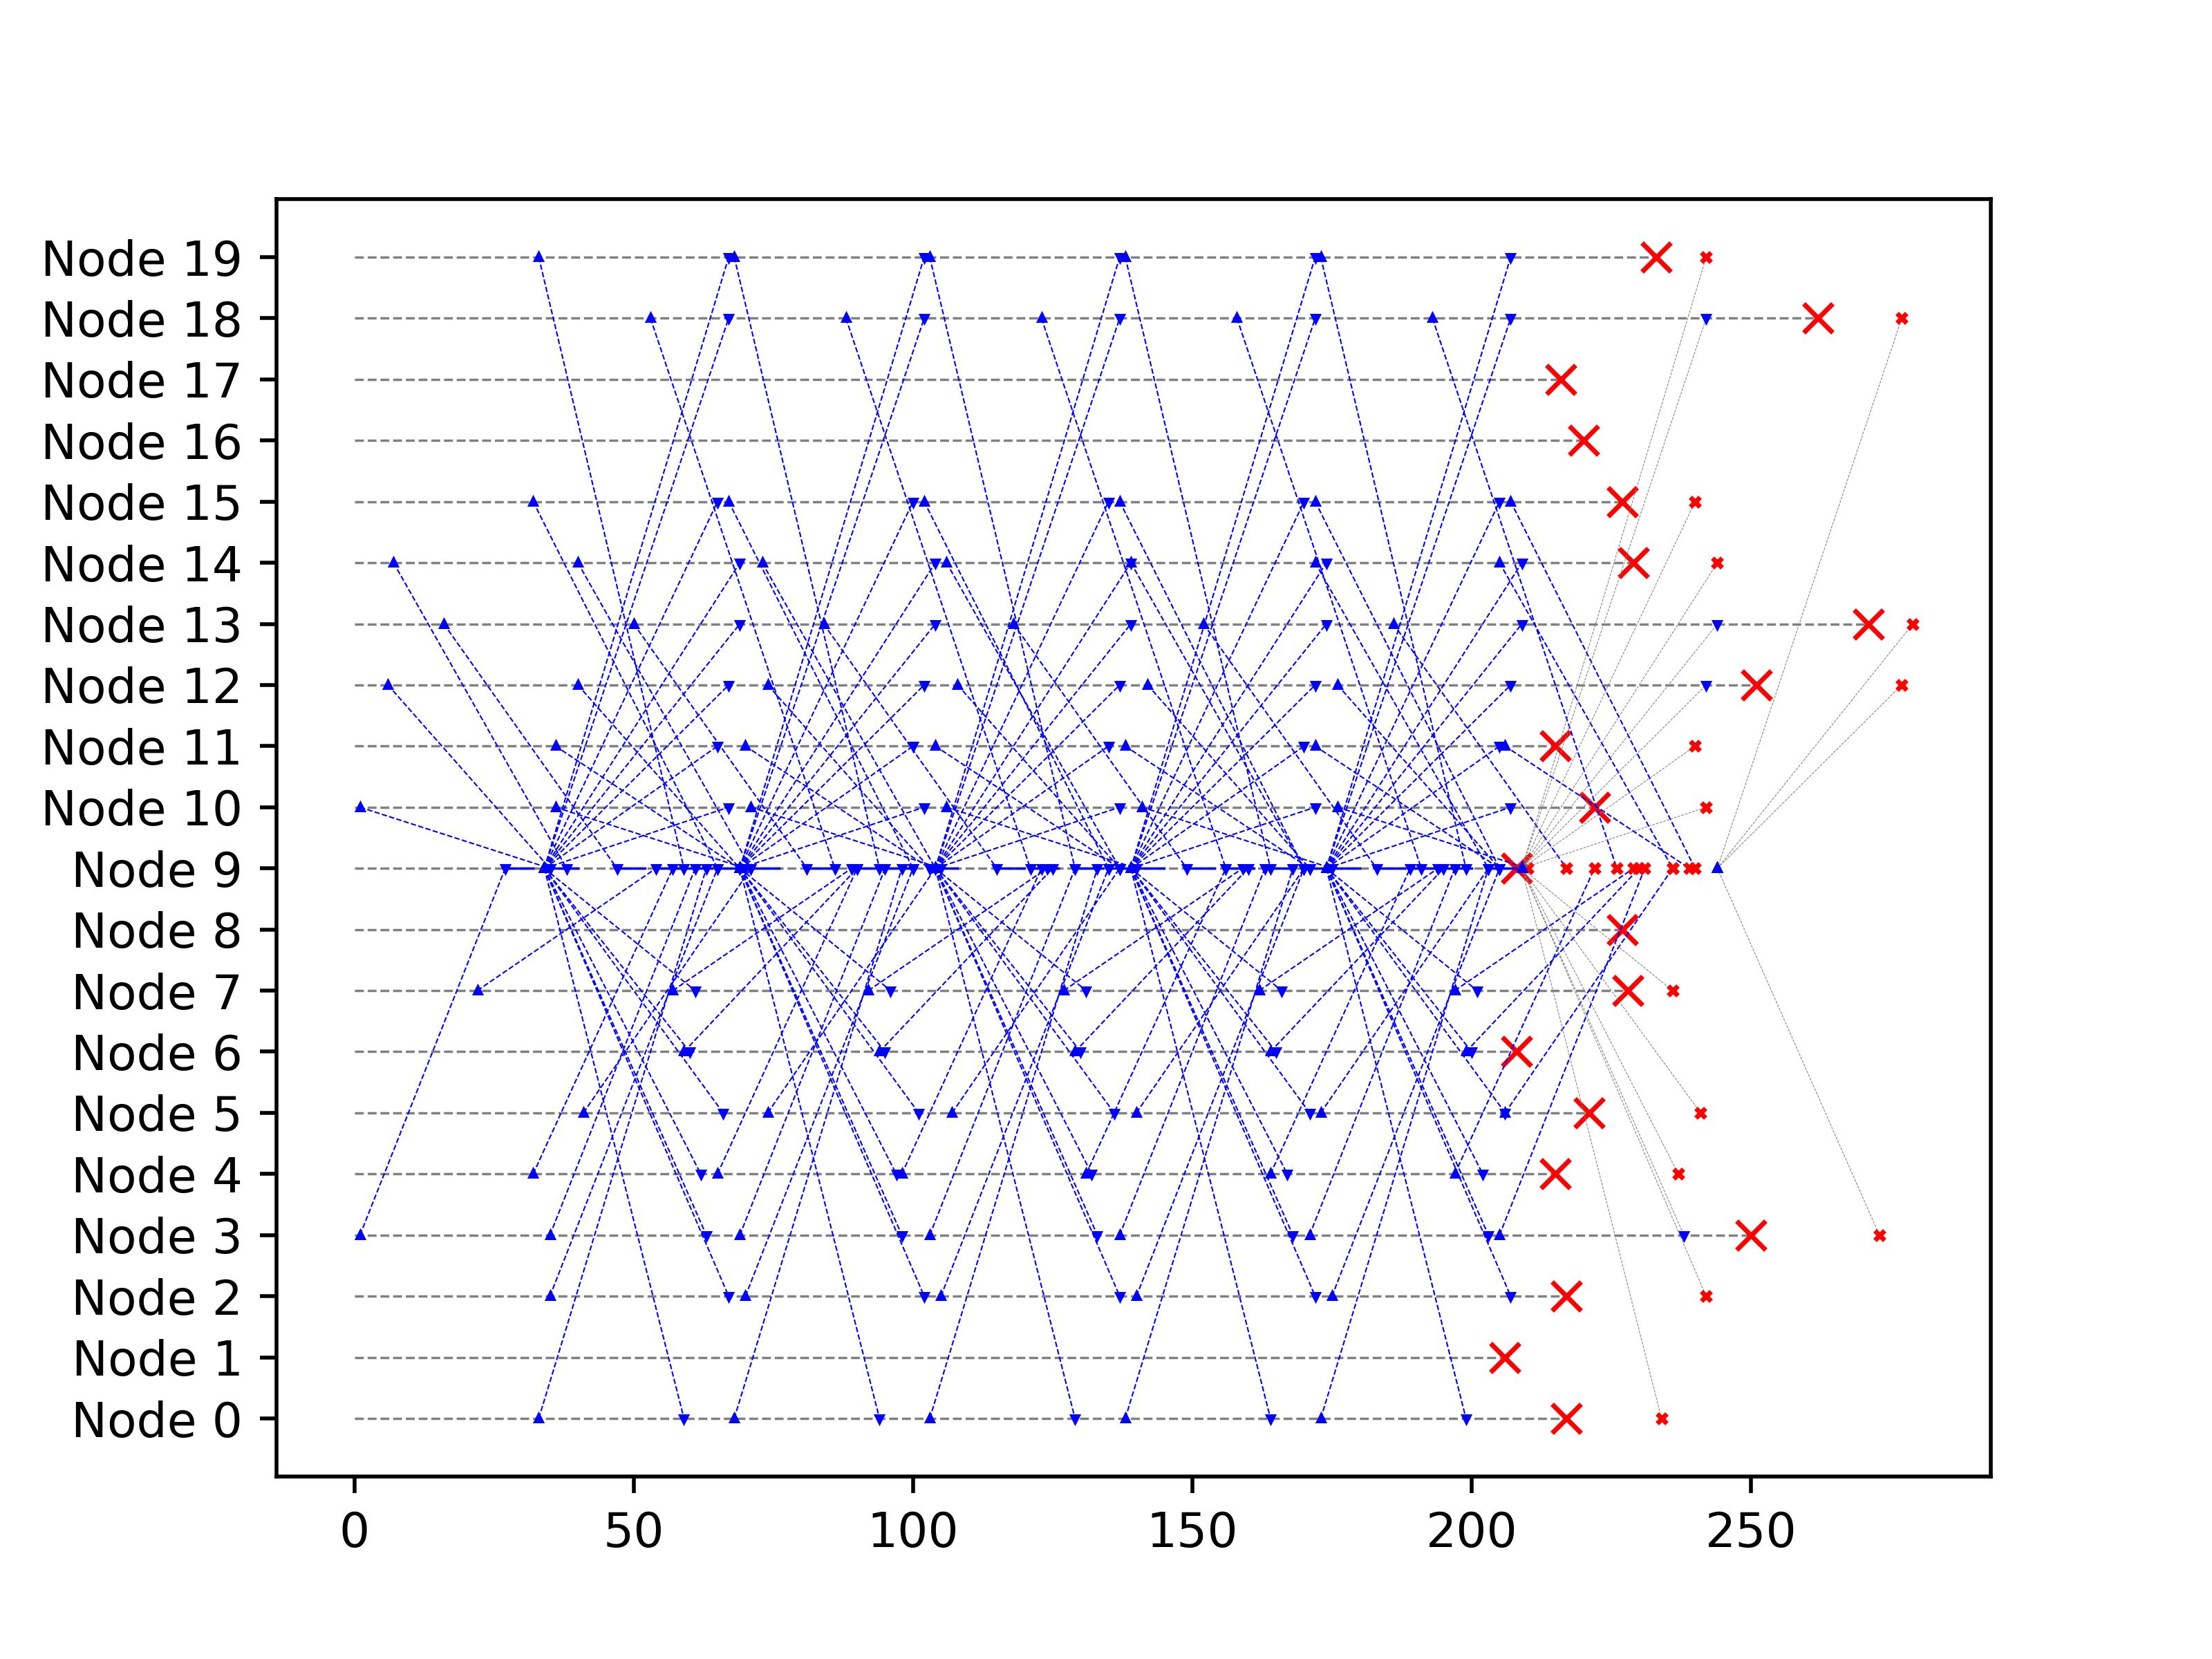 Node 19
Node 18
Node 17
Node 16
Node 15
Node 14
Node 13
Node 12
Node 11
Node 10
Node 9
Node 8
Node 7
Node 6
Node 5
Node 4
Node 3
Node 2
Node 1
Node 0
0 50 100 150 200 250